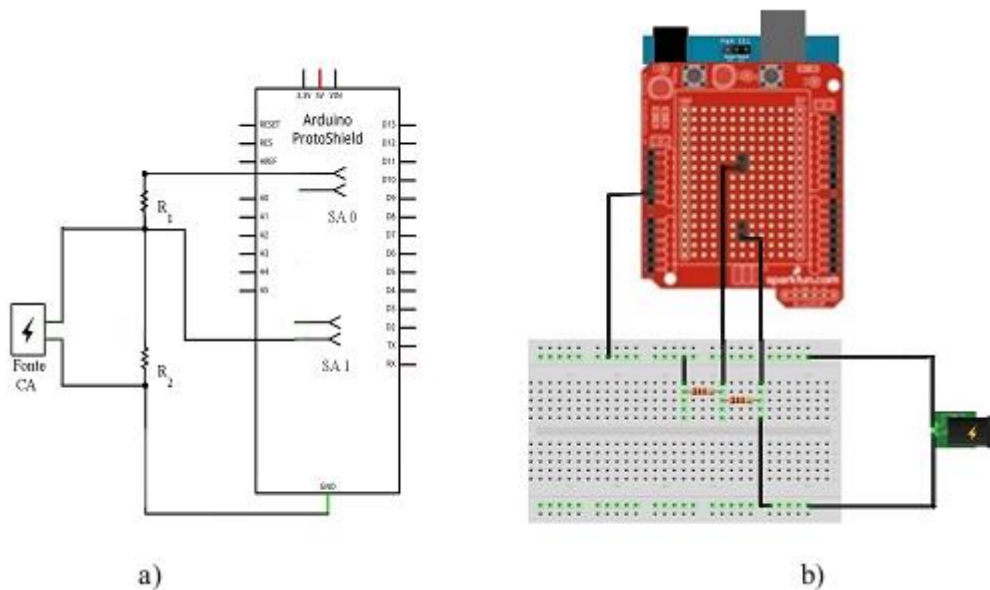 3.3V 5V VIN
Arduino
ProtoShield
RESET
RES
AREF
A0
A1
A2
A3
A4
A5
D13
D12
D11
D10
D9
D8
D7
D6
D5
D4
D3
D2
TX
RX
GND
SA 0
SA 1
R1
R2
Fonte
CA
sparkfun.com
a)
b)